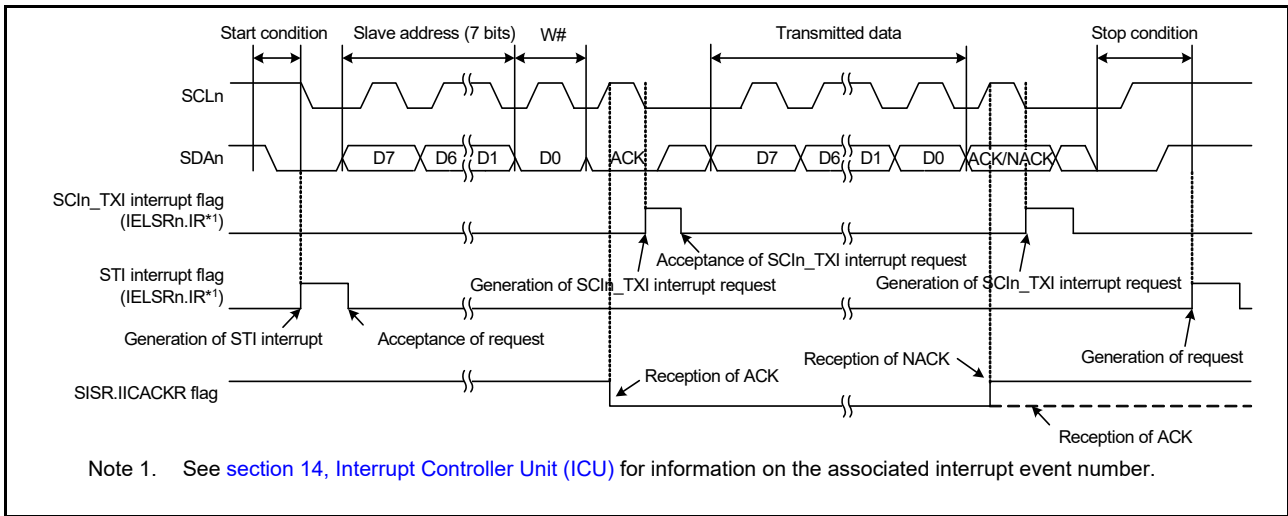 Start condition Slave address (7 bits) W# Transmitted data Stop condition
SCLn
SDAn D7 D6 D1 D0 ACK D7 D6 D1 D0 ACK/NACK
SCIn_TXI interrupt flag
(IELSRn.IR*1)
Acceptance of SCIn_TXI interrupt request
Generation of SCIn_TXI interrupt request Generation of SCIn_TXI interrupt request
STI interrupt flag
(IELSRn.IR*1)
Generation of STI interrupt Acceptance of request Generation of request
Reception of NACK
Reception of ACK
SISR.IICACKR flag
Reception of ACK
Note 1. See section 14, Interrupt Controller Unit (ICU) for information on the associated interrupt event number.